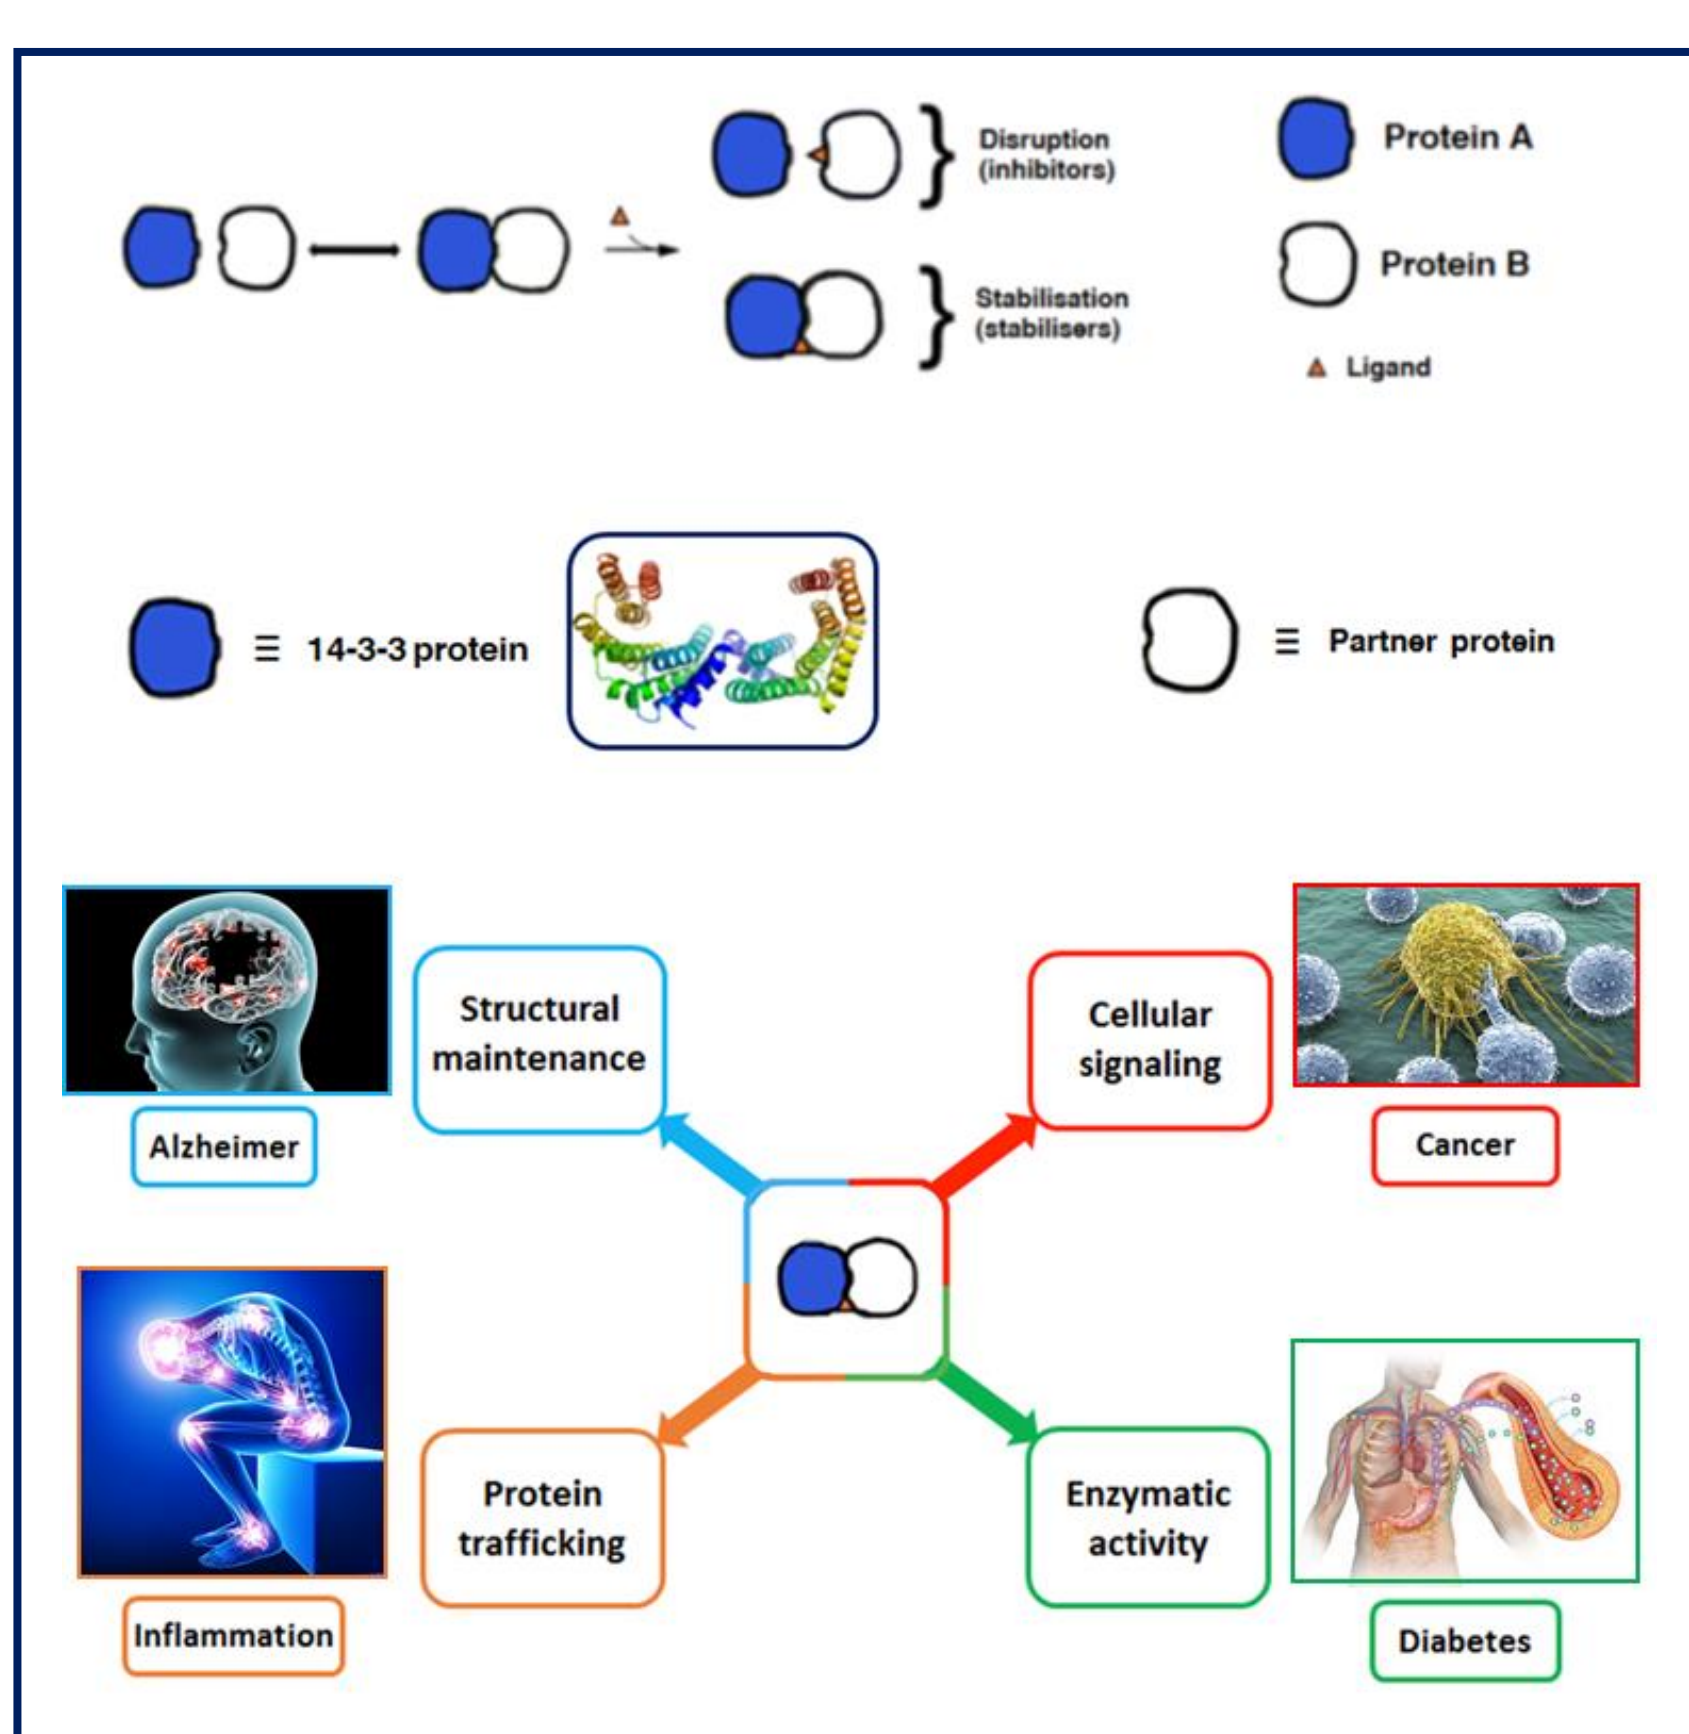 Disruption
(inhibitors)
Protein A
Protein B
Stabilisation
(stabilisers)
Ligand
≡ 14-3-3 protein
≡ Partner protein
Structural
maintenance
Cellular
signaling
Alzheimer
Cancer
Protein
trafficking
Enzymatic
activity
Inflammation
Diabetes